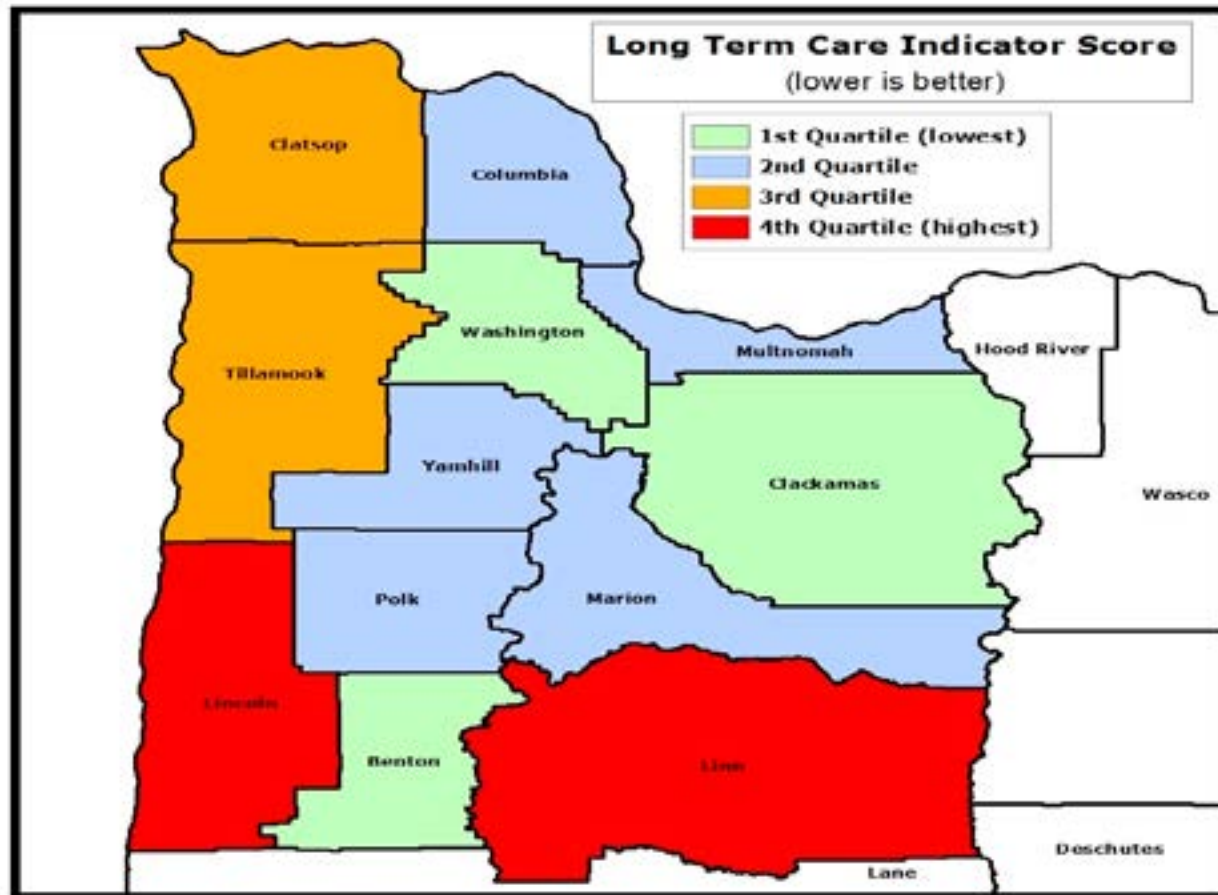 Long Term Care Indicator Score
(lower is better)
1st Quartile (lowest)
2nd Quartile
3rd Quartile
4th Quartile (highest)
Clatsop
Columbia
Washington
Multnomah
Hood River
Tillamook
Yamhill
Clackamas
Wasco
Polk
Marion
Lincoln
Benton
Linn
Deschutes
Lane